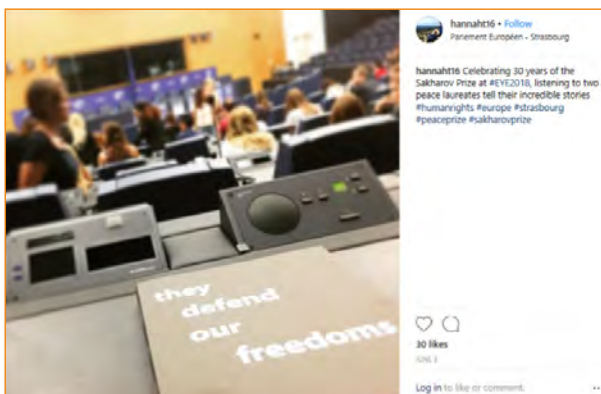 they
defend
our
freedoms
hannaht16 • Follow
Parlement Européen - Strasbourg
hannaht16 Celebrating 30 years of the
Sakharov Prize at #EYE2018, listening to two
peace laureates tell their incredible stories
#humanrights #europe #strasbourg
#peaceprize #sakharovprize
30 likes
JUNE 3
Log in to like or comment.